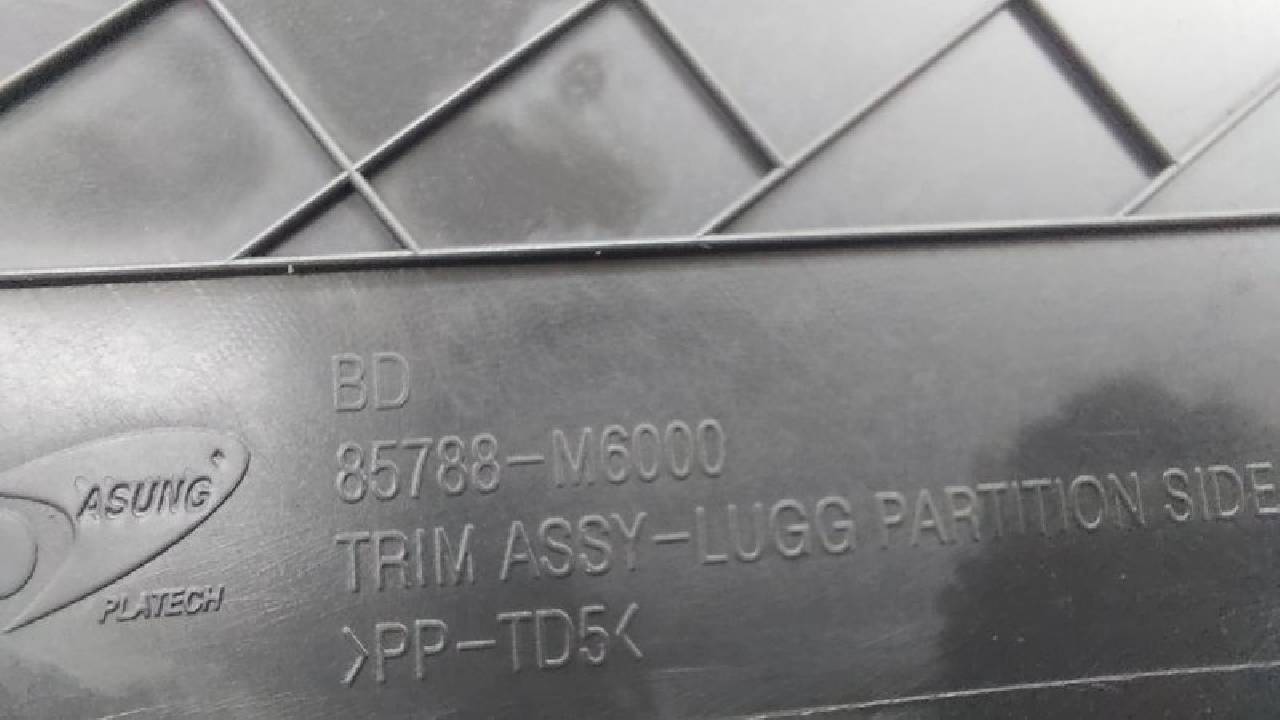 BD
85788-M6000
TRIM ASSY-LUGG PARTITION SIDE
>PP-TD5<
ASUNG
PLATECH